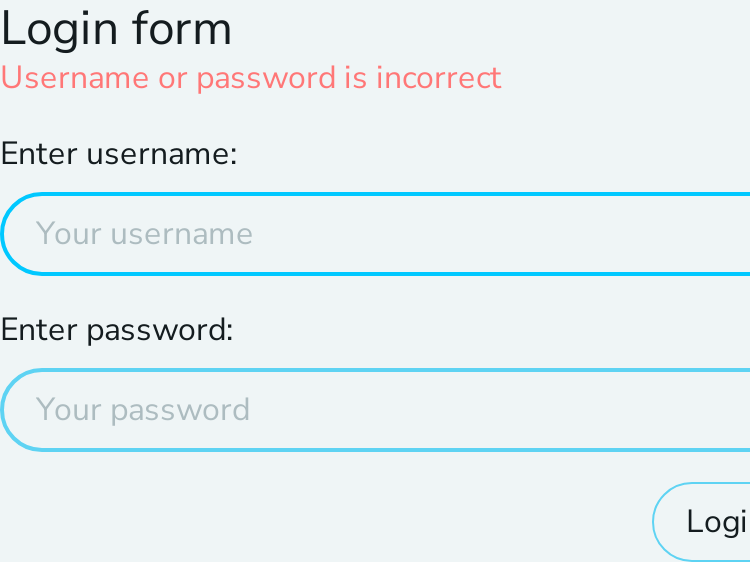 Login form
Username or password is incorrect
Enter username:
Your username
Enter password:
Your password
Logi